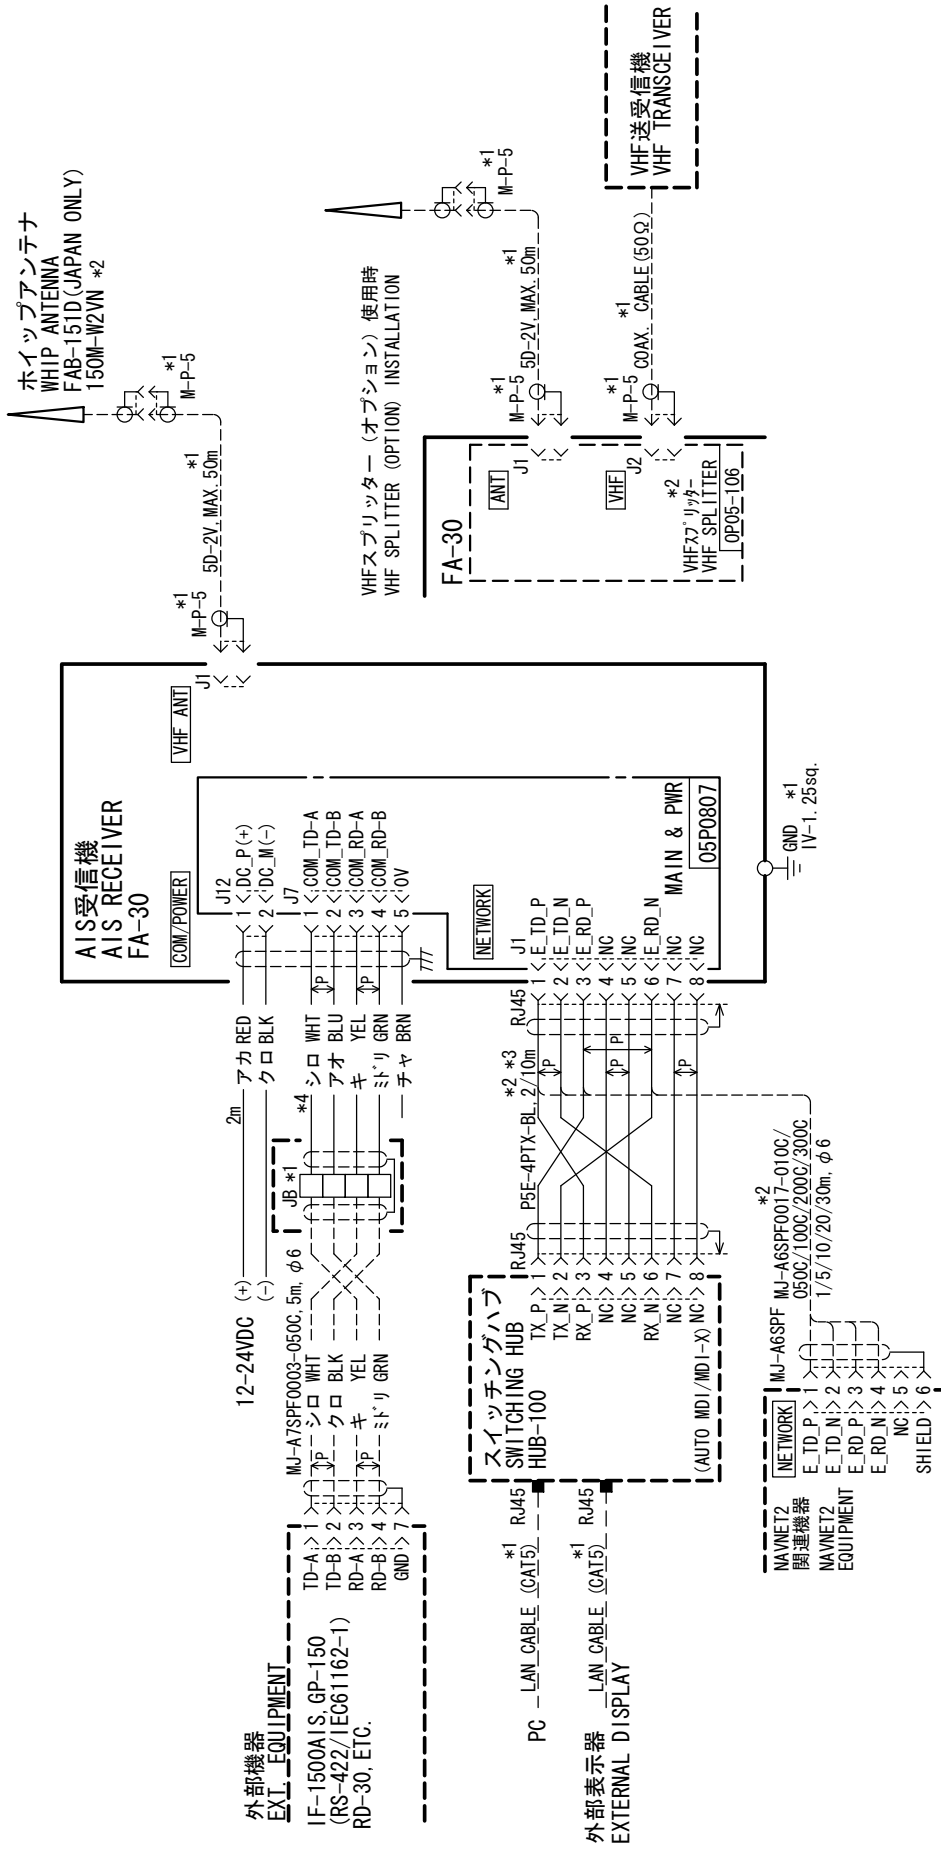 ホイップアンテナ
WHIP ANTENNA
FAB-151D(JAPAN ONLY)
150M-W2VN *2
*1
M-P-5
*1
5D-2V, MAX. 50m
*1
M-P-5
AIS受信機
AIS RECEIVER
FA-30
VHF ANT
J1
COM/POWER
J12
1 DC_P(+)
2 DC_M(-)
J7
1 COM_TD-A
2 COM_TD-B
3 COM_RD-A
4 COM_RD-B
5 0V
NETWORK
J1
1 E_TD_P
2 E_TD_N
3 E_RD_P
4 NC
5 NC
6 E_RD_N
7 NC
8 NC
MAIN & PWR
05P0807
GND *1
IV-1.25sq.
VHFスプリッター (オプション) 使用時
VHF SPLITTER (OPTION) INSTALLATION
FA-30
ANT
J1
VHF
J2
*2
VHFスプリッター
VHF SPLITTER
OP05-106
*1
M-P-5
*1
5D-2V, MAX. 50m
*1
M-P-5
*1
M-P-5
*1
COAX. CABLE(50Ω)
VHF送受信機
VHF TRANSCEIVER
12-24VDC (+)
(-)
2m
アカ RED
クロ BLK
*4
シロ WHT
アオ BLU
キ YEL
ミドリ GRN
チャ BRN
P
P
JB *1
MJ-A7SPF0003-050C, 5m, φ6
シロ WHT
クロ BLK
キ YEL
ミドリ GRN
P
P
外部機器
EXT. EQUIPMENT
IF-1500AIS, GP-150
(RS-422/IEC61162-1)
RD-30, ETC.
TD-A 1
TD-B 2
RD-A 3
RD-B 4
GND 7
RJ45
*2 *3
P5E-4PTX-BL, 2/10m
P
P
P
P
RJ45
スイッチングハブ
SWITCHING HUB
HUB-100
(AUTO MDI/MDI-X)
TX_P 1
TX_N 2
RX_P 3
NC 4
NC 5
RX_N 6
NC 7
NC 8
RJ45
*1
LAN CABLE (CAT5)
PC
RJ45
*1
LAN CABLE (CAT5)
外部表示器
EXTERNAL DISPLAY
*2
MJ-A6SPF0017-010C/
050C/100C/200C/300C
1/5/10/20/30m, φ6
MJ-A6SPF
NETWORK
E_TD_P 1
E_TD_N 2
E_RD_P 3
E_RD_N 4
NC 5
SHIELD 6
NAVNET2
関連機器
NAVNET2
EQUIPMENT